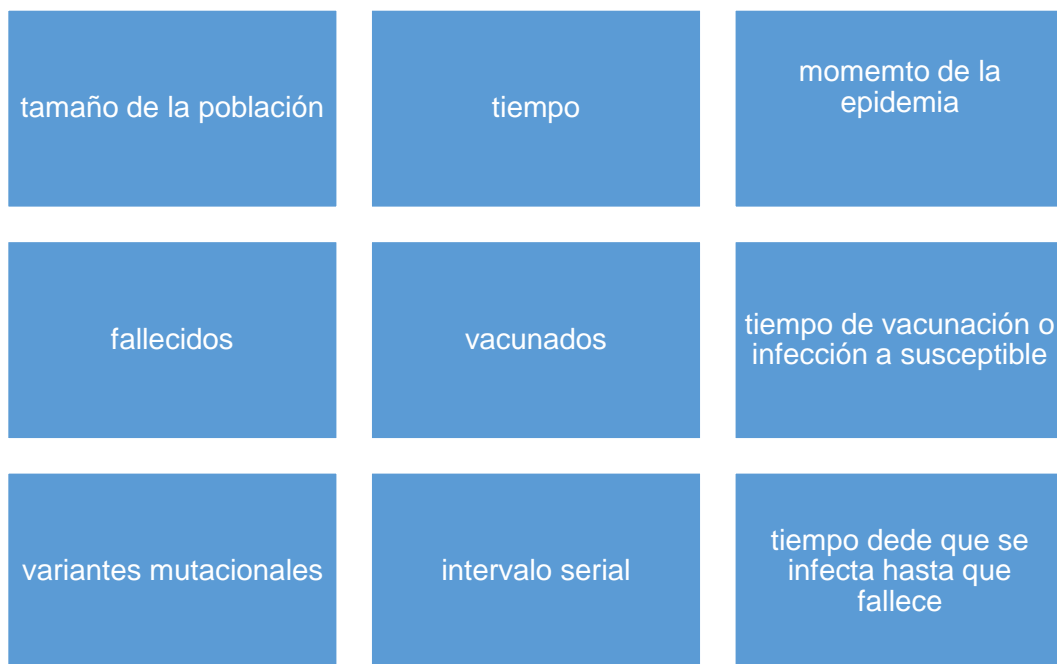 tamaño de la población
tiempo
momemto de la
epidemia
fallecidos
vacunados
tiempo de vacunación o
infección a susceptible
variantes mutacionales
intervalo serial
tiempo dede que se
infecta hasta que
fallece